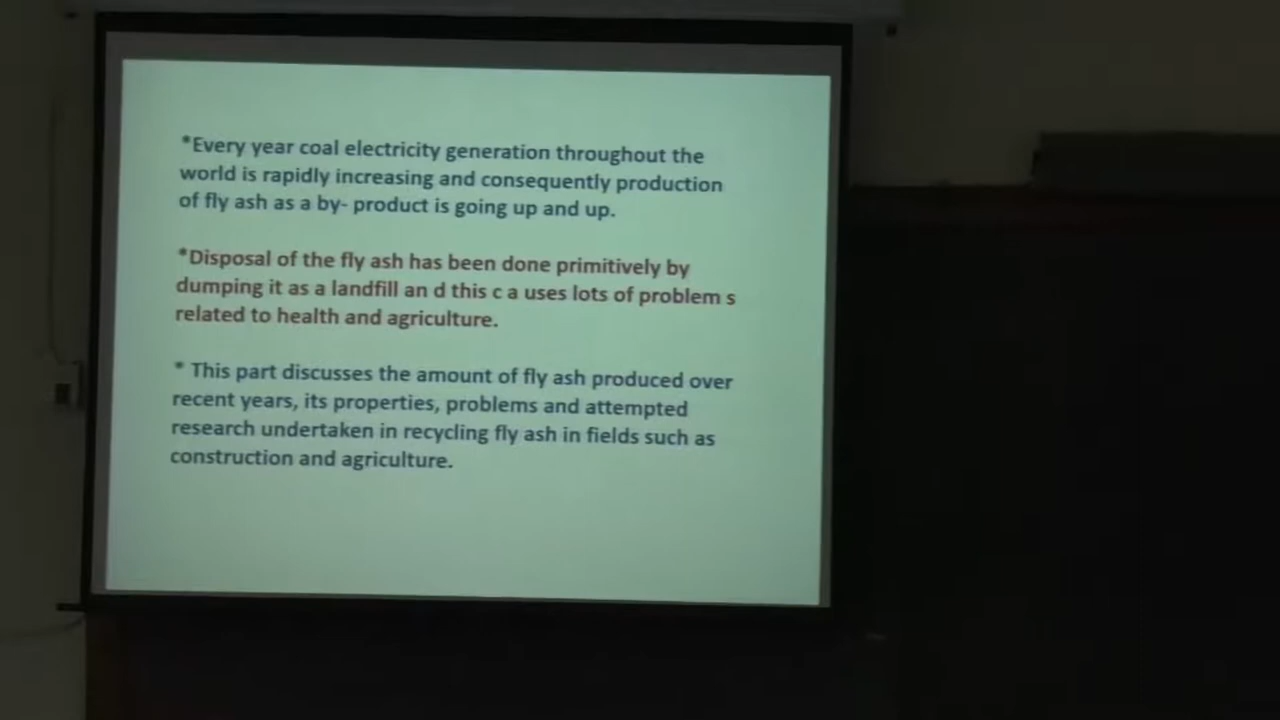 *Every year coal electricity generation throughout the
world is rapidly increasing and consequently production
of fly ash as a by- product is going up and up.
*Disposal of the fly ash has been done primitively by
dumping it as a landfill an d this c a uses lots of problem s
related to health and agriculture.
* This part discusses the amount of fly ash produced over
recent years, its properties, problems and attempted
research undertaken in recycling fly ash in fields such as
construction and agriculture.